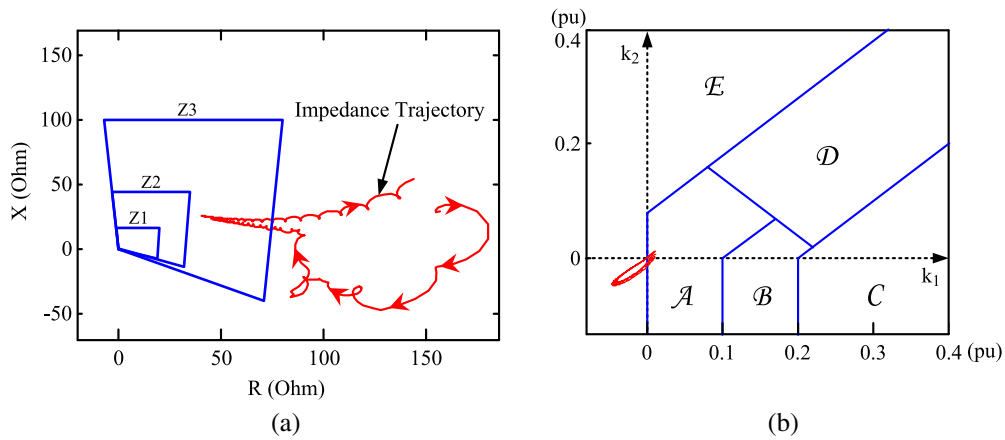 150
100
50
0
-50
X (Ohm)
Z3
Z2
Z1
Impedance Trajectory
0
50
100
150
R (Ohm)
(a)
(pu)
0.4
0.2
0
k2
k1
E
D
A
B
C
0
0.1
0.2
0.3
0.4 (pu)
(b)